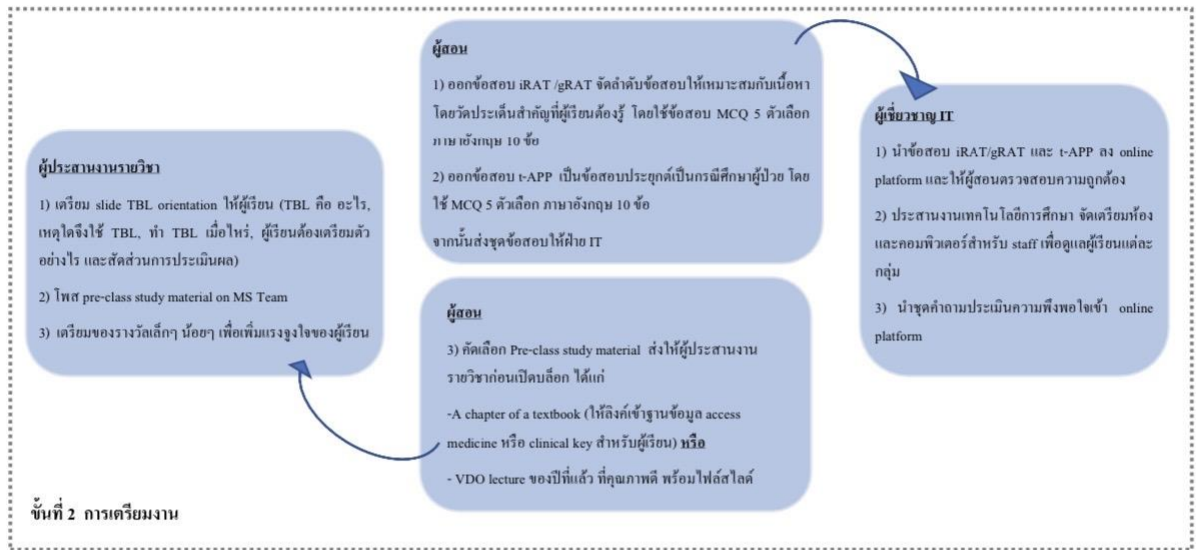 ผู้สอน
1) ออกข้อสอบ iRAT /gRAT จัดลำดับข้อสอบให้เหมาะสมกับเนื้อหา
โดยวัดประเด็นสำคัญที่ผู้เรียนต้องรู้ โดยใช้ข้อสอบ MCQ 5 ตัวเลือก
ภาษาอังกฤษ 10 ข้อ
2) ออกข้อสอบ t-APP เป็นข้อสอบประยุกต์เป็นกรณีศึกษาผู้ป่วย โดย
ใช้ MCQ 5 ตัวเลือก ภาษาอังกฤษ 10 ข้อ
จากนั้นส่งชุดข้อสอบให้ฝ่าย IT
ผู้เชี่ยวชาญ IT
1) นำข้อสอบ iRAT/gRAT และ t-APP ลง online
platform และให้ผู้สอนตรวจสอบความถูกต้อง
2) ประสานงานเทคโนโลยีการศึกษา จัดเตรียมห้อง
และคอมพิวเตอร์สำหรับ staff เพื่อดูแลผู้เรียนแต่ละ
กลุ่ม
3) นำชุดคำถามประเมินความพึงพอใจเข้า online
platform
ผู้สอน
3) คัดเลือก Pre-class study material ส่งให้ผู้ประสานงาน
รายวิชาก่อนเปิดบล็อก ได้แก่
-A chapter of a textbook (ให้ลิงค์เข้าฐานข้อมูล access
medicine หรือ clinical key สำหรับผู้เรียน) หรือ
- VDO lecture ของปีที่แล้ว ที่คุณภาพดี พร้อมไฟล์สไลด์
ผู้ประสานงานรายวิชา
1) เตรียม slide TBL orientation ให้ผู้เรียน (TBL คือ อะไร,
เหตุใดจึงใช้ TBL, ทำ TBL เมื่อไหร่, ผู้เรียนต้องเตรียมตัว
อย่างไร และสัดส่วนการประเมินผล)
2) โพส pre-class study material on MS Team
3) เตรียมของรางวัลเล็กๆ น้อยๆ เพื่อเพิ่มแรงจูงใจของผู้เรียน
ขั้นที่ 2 การเตรียมงาน